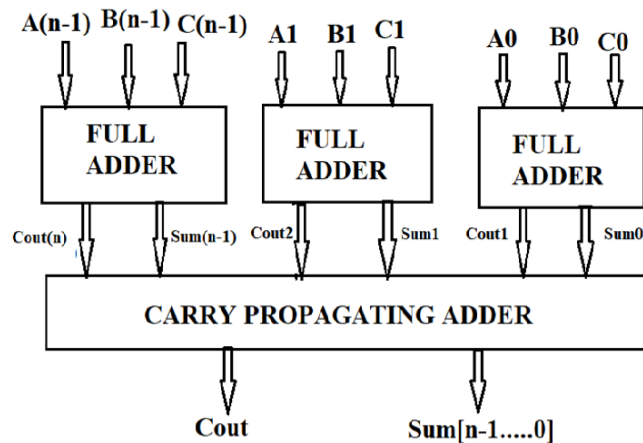 A(n-1) B(n-1) C(n-1) A1 B1 C1 A0 B0 C0
FULL
ADDER
FULL
ADDER
FULL
ADDER
Cout(n) Sum(n-1) Cout2 Sum1 Cout1 Sum0
CARRY PROPAGATING ADDER
Cout Sum[n-1.....0]